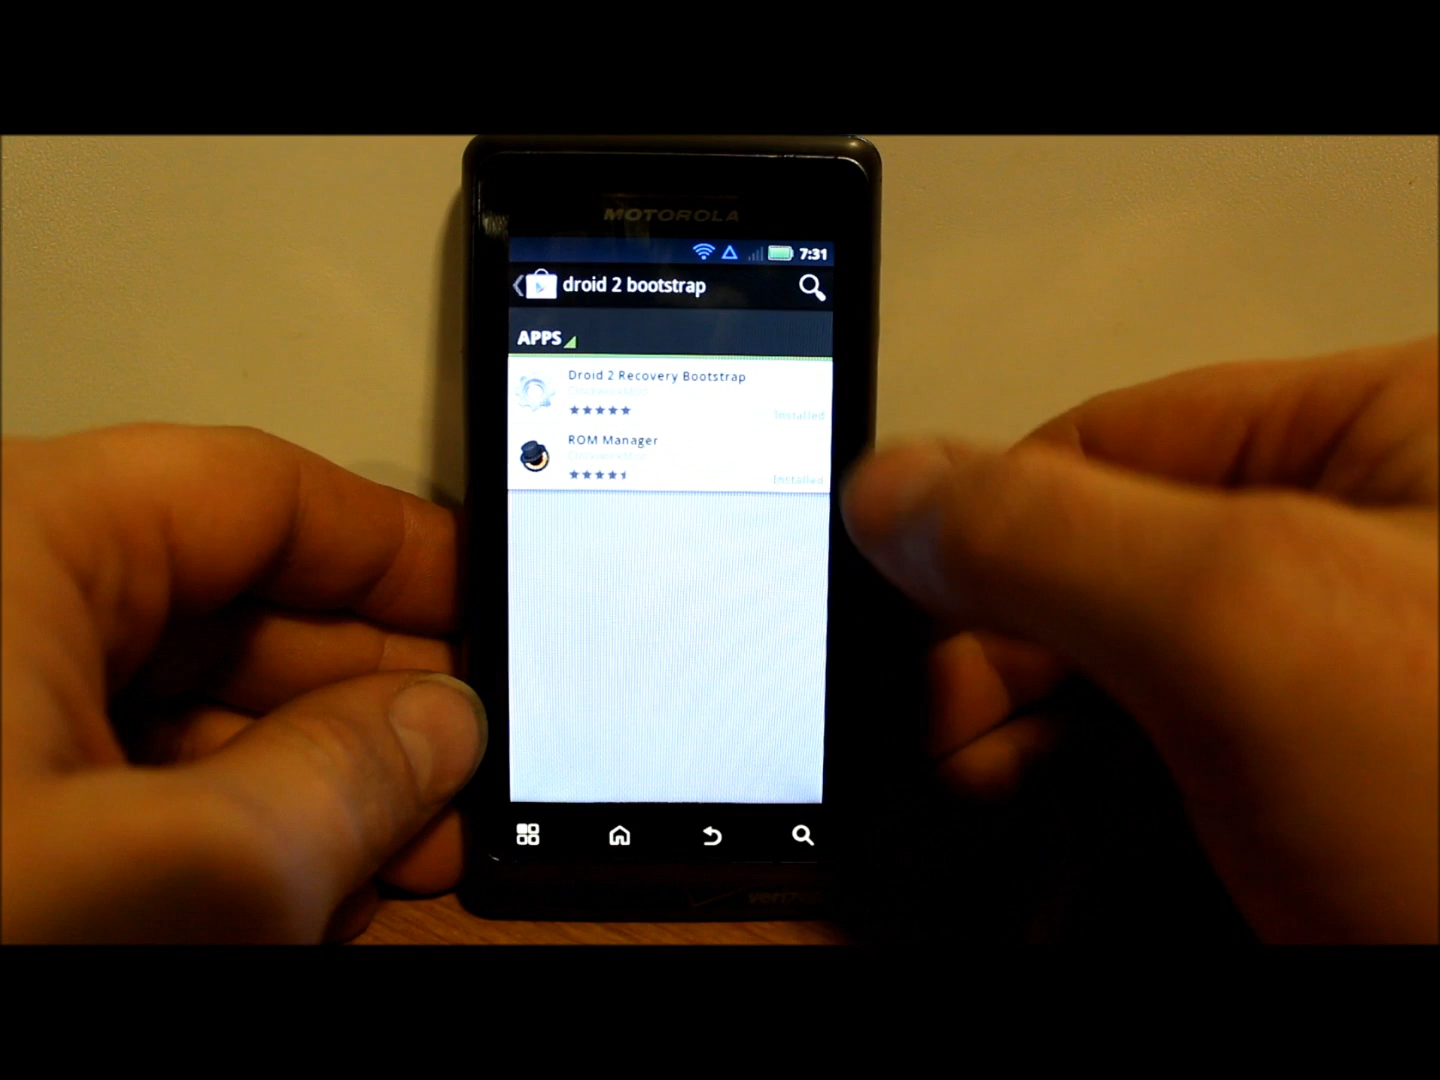 MOTOROLA
7:31
droid 2 bootstrap
APPS
Droid 2 Recovery Bootstrap
Installed
ROM Manager
Installed